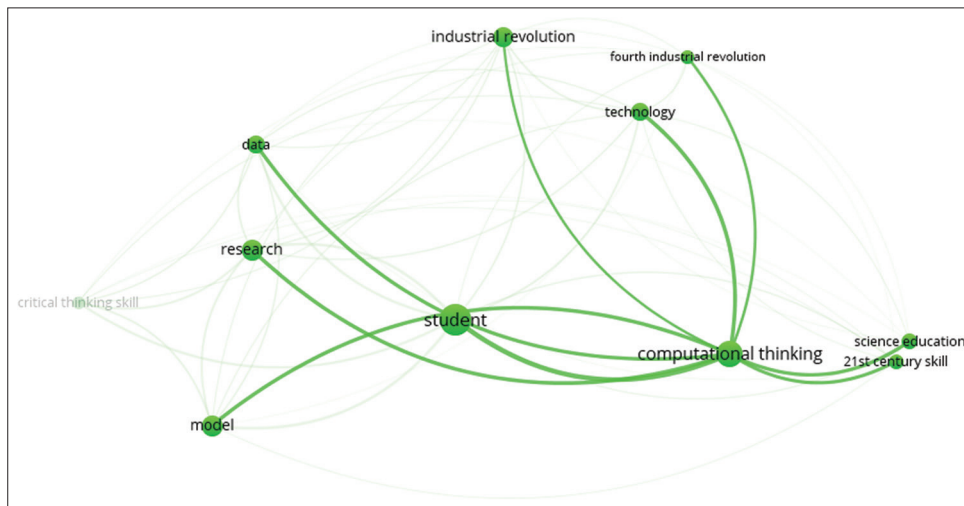 industrial revolution
fourth industrial revolution
technology
data
research
critical thinking skill
student
science education
computational thinking
21st century skill
model